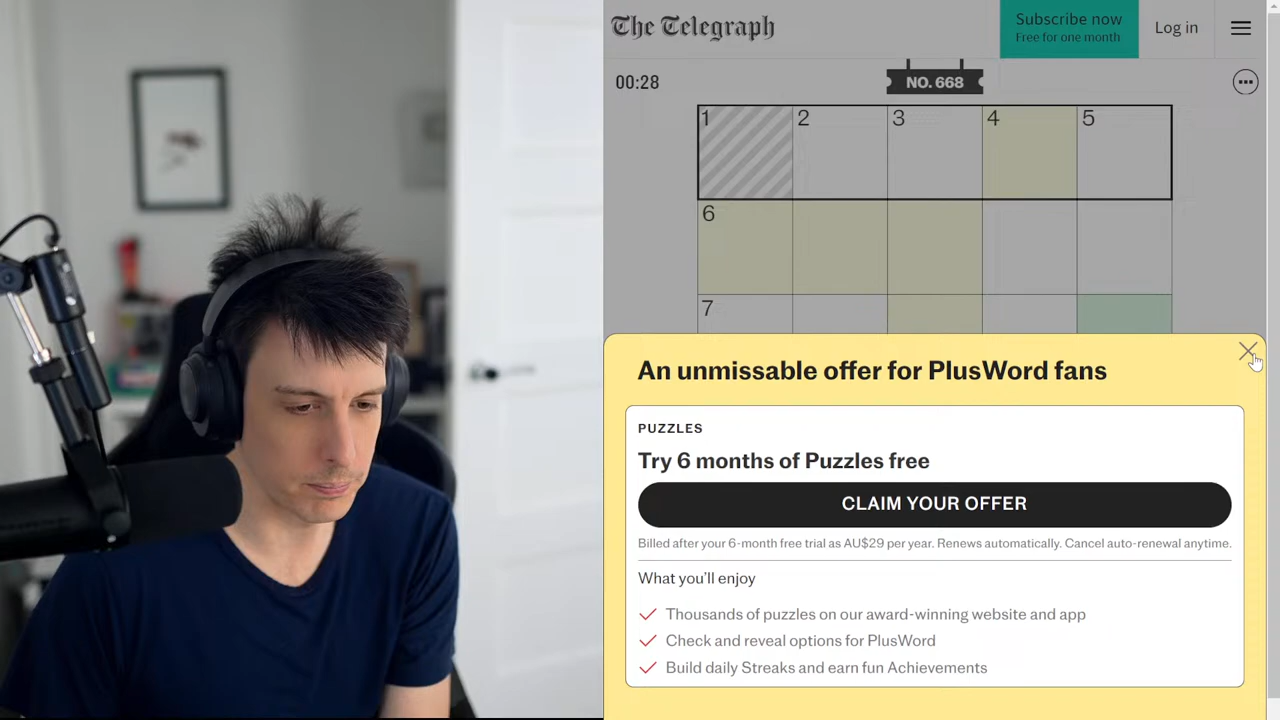 The Telegraph
Subscribe now
Free for one month
Log in
00:28
NO. 668
1 2 3 4 5
6
7
An unmissable offer for PlusWord fans
PUZZLES
Try 6 months of Puzzles free
CLAIM YOUR OFFER
Billed after your 6-month free trial as AU$29 per year. Renews automatically. Cancel auto-renewal anytime.
What you'll enjoy
Thousands of puzzles on our award-winning website and app
Check and reveal options for PlusWord
Build daily Streaks and earn fun Achievements